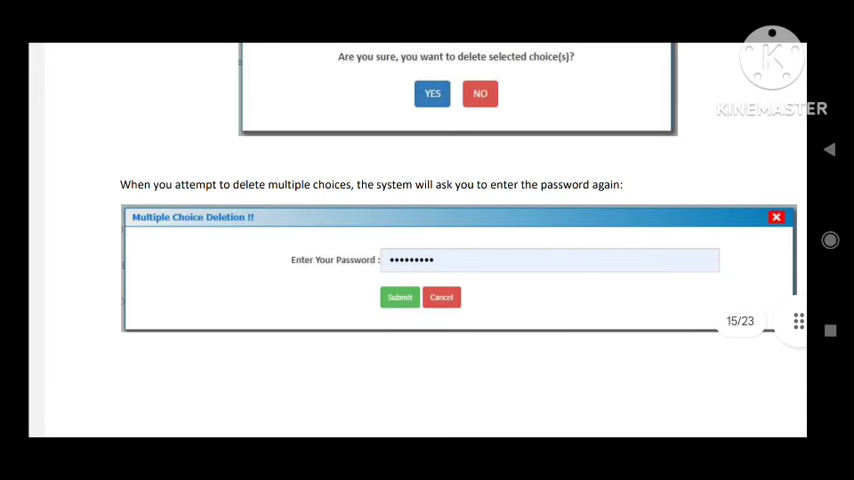 Are you sure, you want to delete selected choice(s)?
YES NO
KINEMASTER
When you attempt to delete multiple choices, the system will ask you to enter the password again:
Multiple Choice Deletion !!
Enter Your Password : •••••••••
Submit Cancel
15/23